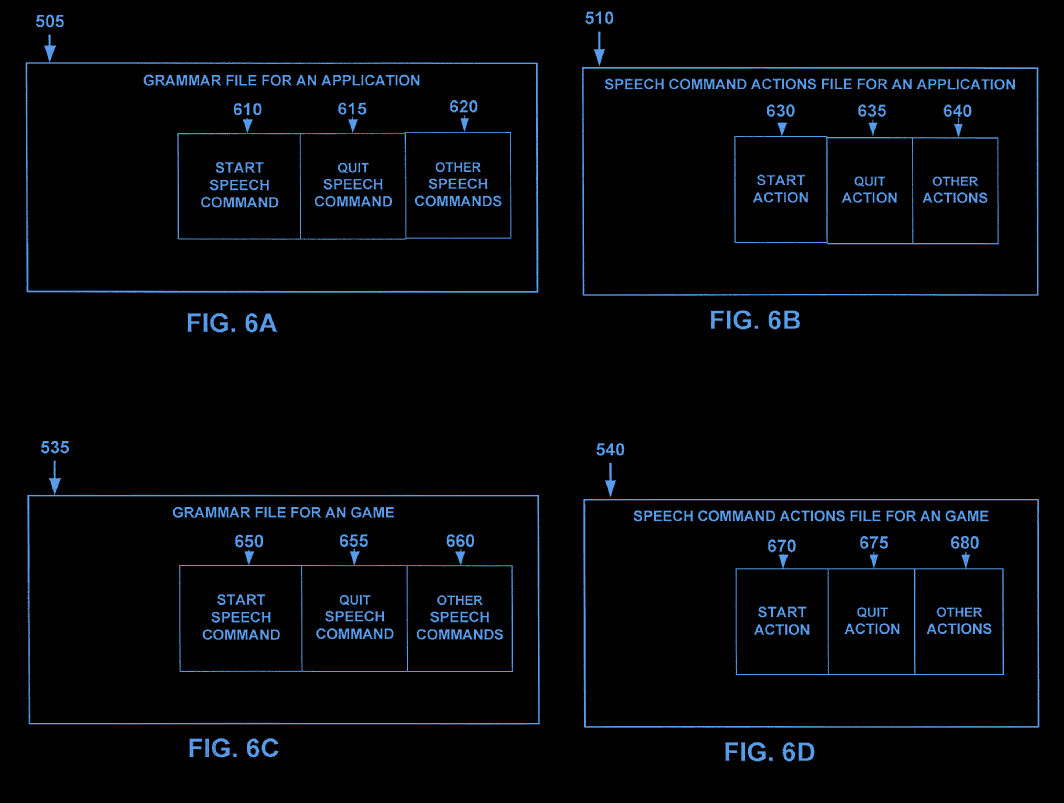 505
GRAMMAR FILE FOR AN APPLICATION
610 615 620
START SPEECH COMMAND
QUIT SPEECH COMMAND
OTHER SPEECH COMMANDS
FIG. 6A
510
SPEECH COMMAND ACTIONS FILE FOR AN APPLICATION
630 635 640
START ACTION
QUIT ACTION
OTHER ACTIONS
FIG. 6B
535
GRAMMAR FILE FOR AN GAME
650 655 660
START SPEECH COMMAND
QUIT SPEECH COMMAND
OTHER SPEECH COMMANDS
FIG. 6C
540
SPEECH COMMAND ACTIONS FILE FOR AN GAME
670 675 680
START ACTION
QUIT ACTION
OTHER ACTIONS
FIG. 6D